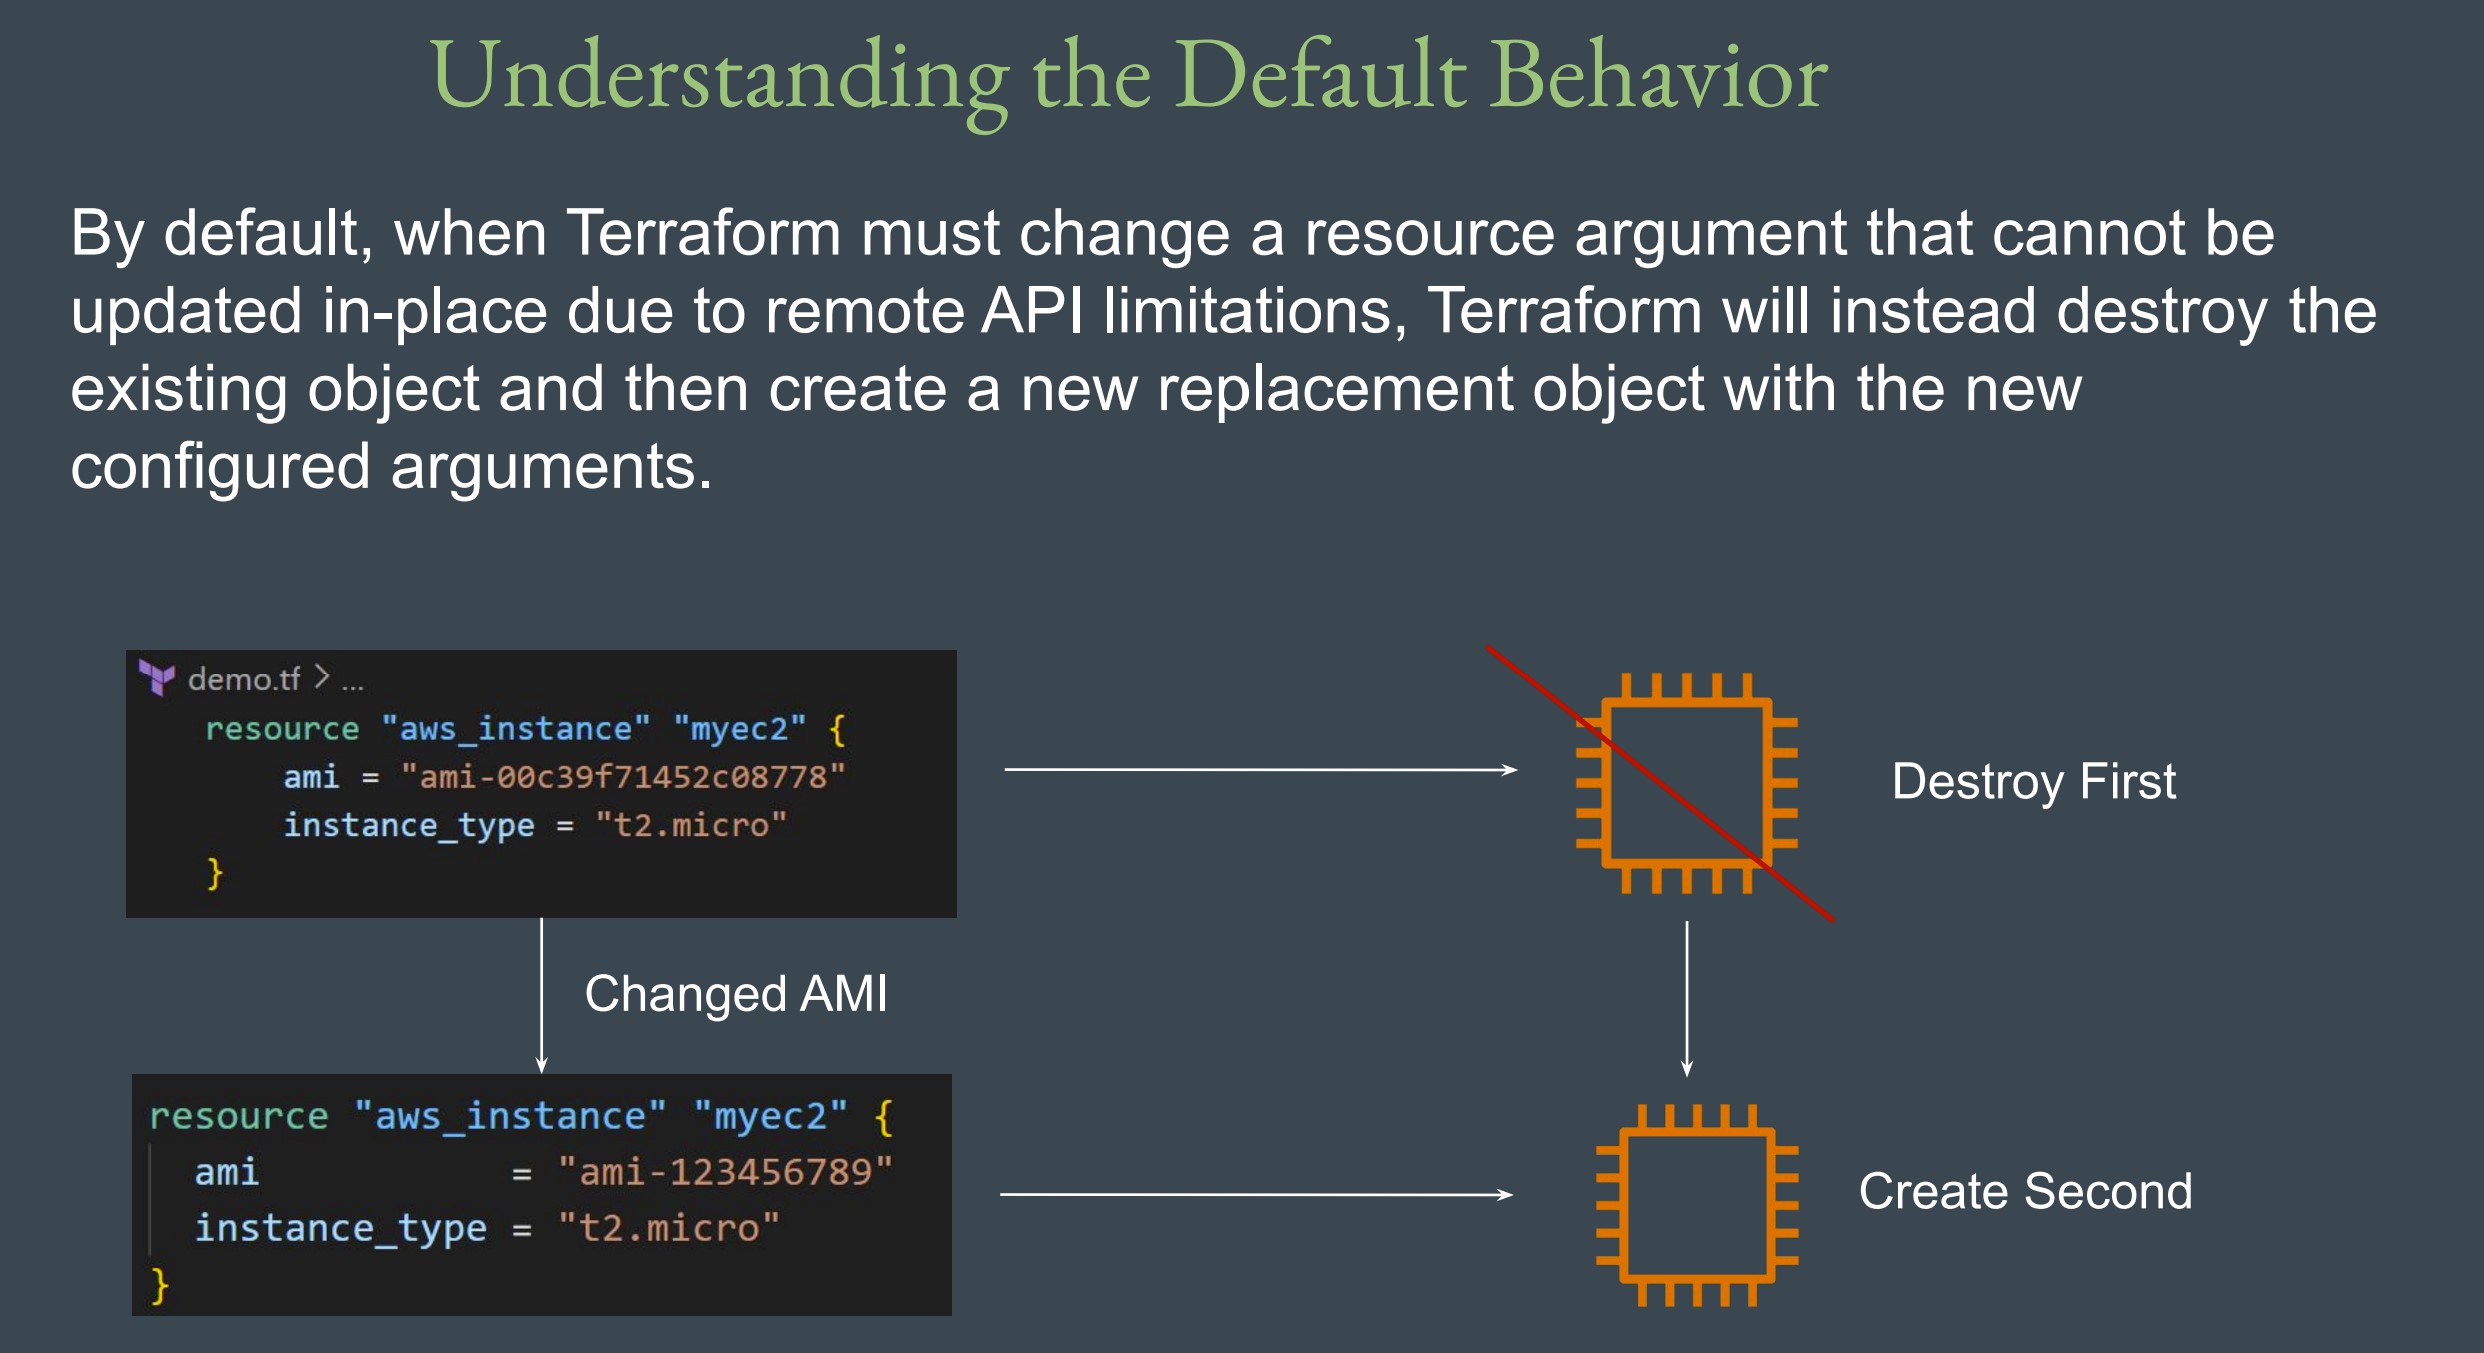 Understanding the Default Behavior
By default, when Terraform must change a resource argument that cannot be
updated in-place due to remote API limitations, Terraform will instead destroy the
existing object and then create a new replacement object with the new
configured arguments.
demo.tf > ...
resource "aws_instance" "myec2" {
ami = "ami-00c39f71452c08778"
instance_type = "t2.micro"
}
Destroy First
Changed AMI
resource "aws_instance" "myec2" {
ami = "ami-123456789"
instance_type = "t2.micro"
}
Create Second